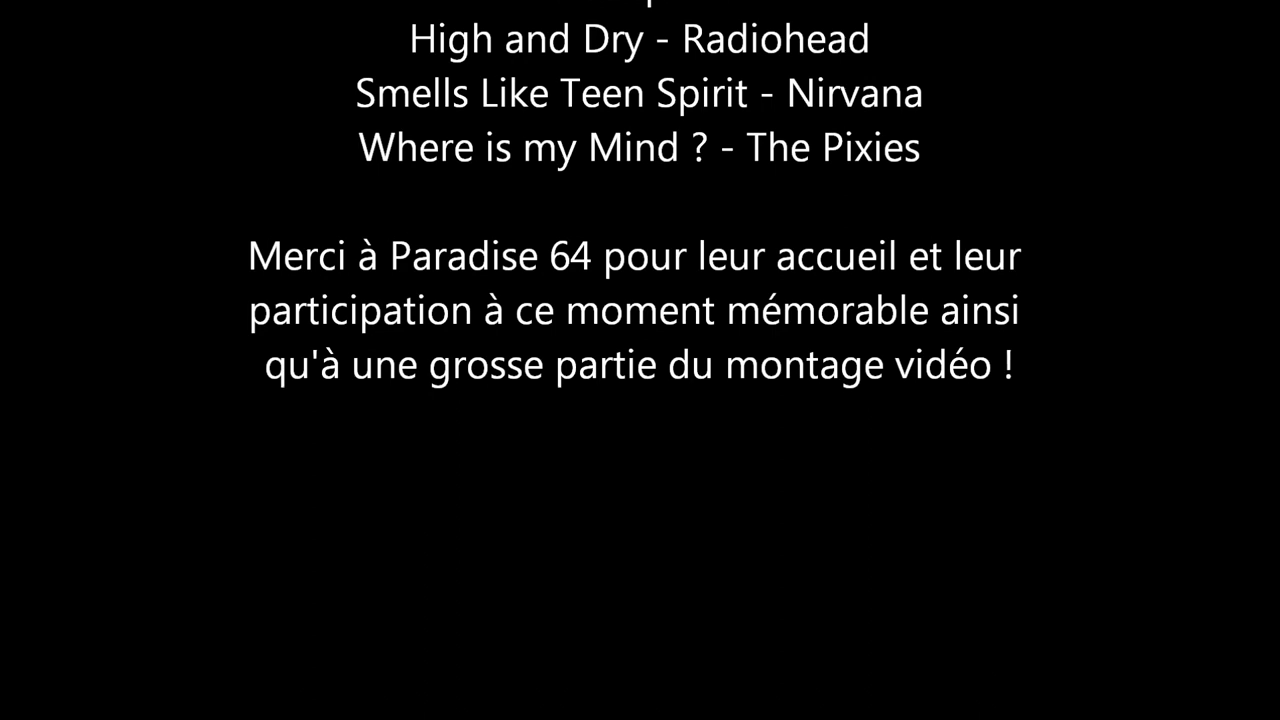 High and Dry - Radiohead
Smells Like Teen Spirit - Nirvana
Where is my Mind ? - The Pixies
Merci à Paradise 64 pour leur accueil et leur
participation à ce moment mémorable ainsi
qu'à une grosse partie du montage vidéo !